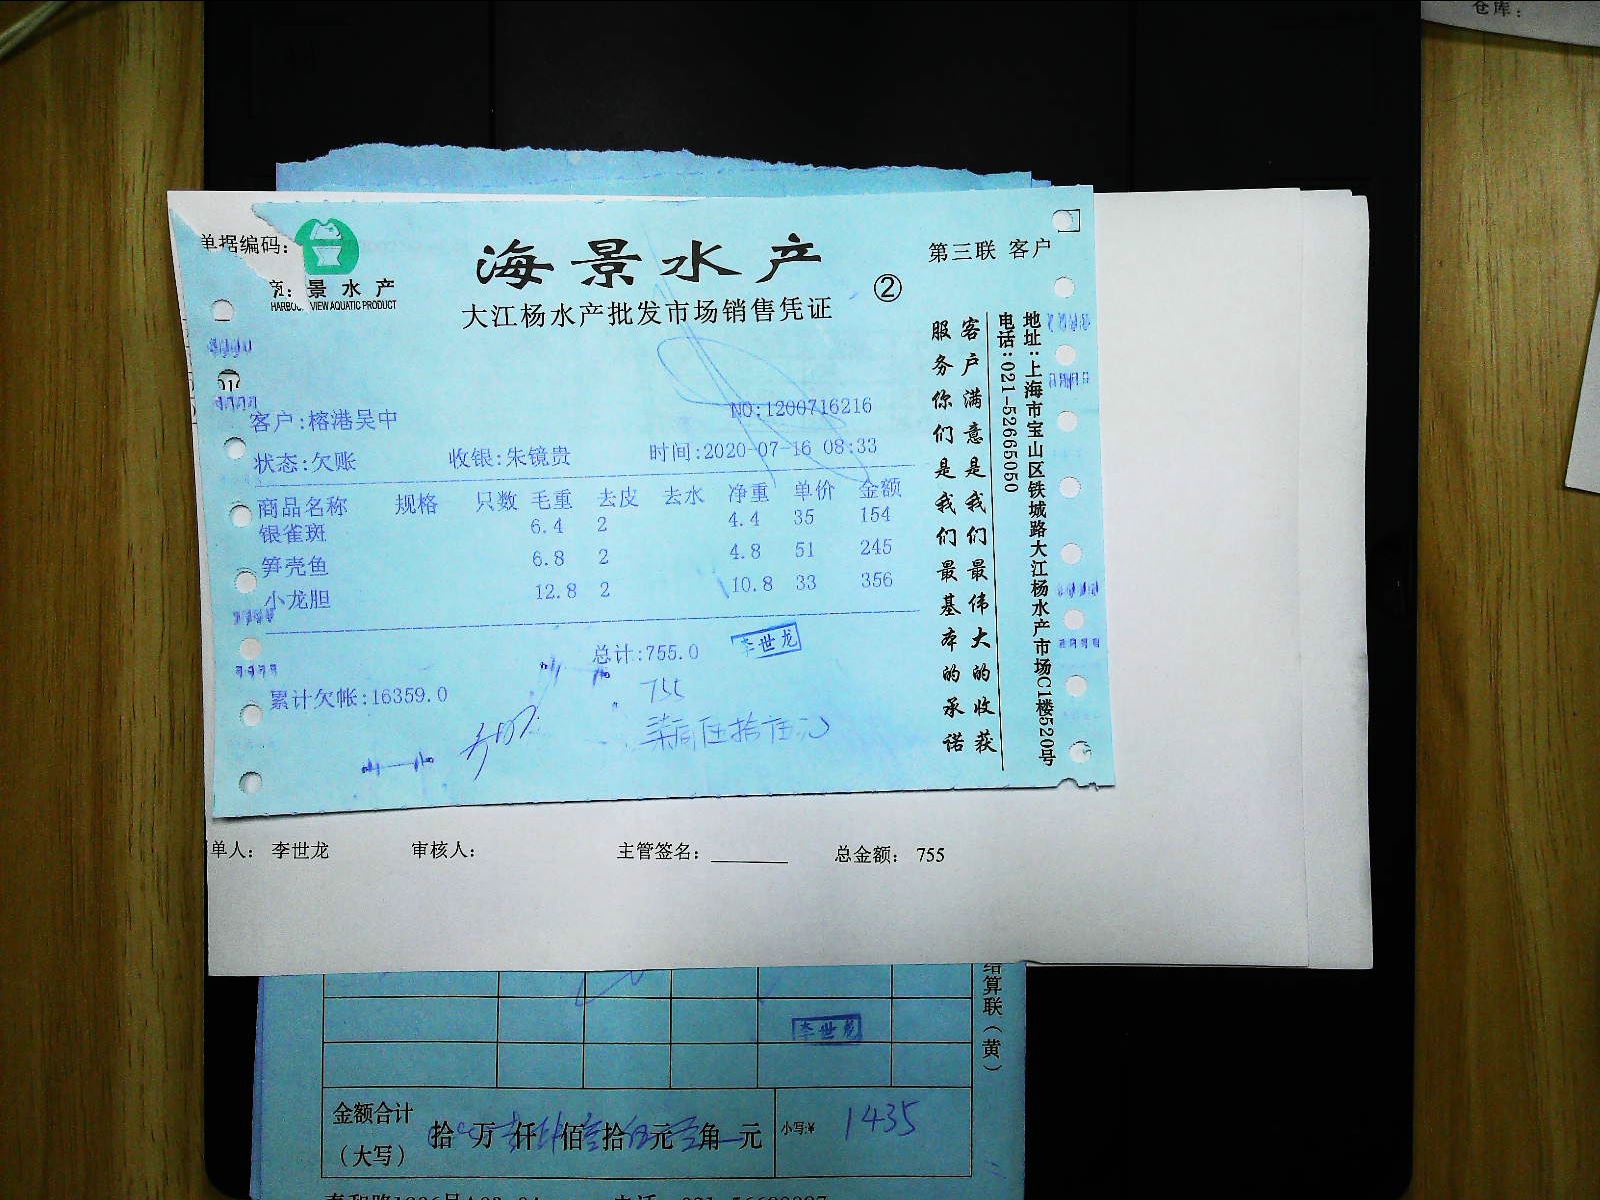 仓库：
单据编码：
海景水产
第三联 客户
景水产
VIEW AQUATIC PRODUCT
大江杨水产批发市场销售凭证
②
客户满意是我们最伟大的收获
服务你们是我们最基本的承诺
地址：上海市宝山区铁城路大江杨水产市场C1楼520号
电话：021-52665050
客户:榕港吴中
NO:1200716216
状态:欠账 收银:朱镜贵 时间:2020-07-16 08:33
商品名称 规格 只数 毛重 去皮 去水 净重 单价 金额
银雀斑 6.4 2 4.4 35 154
笋壳鱼 6.8 2 4.8 51 245
小龙胆 12.8 2 10.8 33 356
总计:755.0
李世龙
累计欠帐:16359.0
755
柒佰伍拾伍元
单人： 李世龙 审核人： 主管签名： 总金额： 755
结算联（黄）
李世龙
金额合计
（大写）
拾 万 仟 佰 拾 元 角 元
小写:¥ 1435